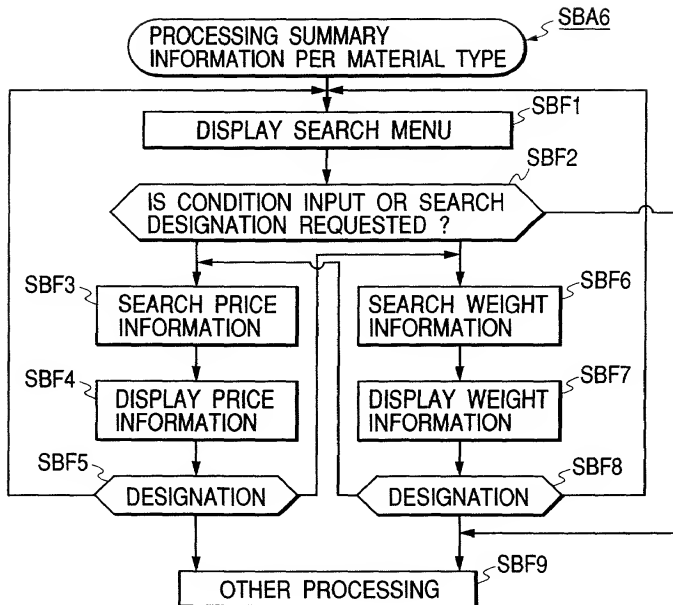 PROCESSING SUMMARY
INFORMATION PER MATERIAL TYPE
SBA6
SBF1
DISPLAY SEARCH MENU
SBF2
IS CONDITION INPUT OR SEARCH
DESIGNATION REQUESTED ?
SBF3
SEARCH PRICE
INFORMATION
SBF6
SEARCH WEIGHT
INFORMATION
SBF4
DISPLAY PRICE
INFORMATION
SBF7
DISPLAY WEIGHT
INFORMATION
SBF5
DESIGNATION
SBF8
DESIGNATION
SBF9
OTHER PROCESSING